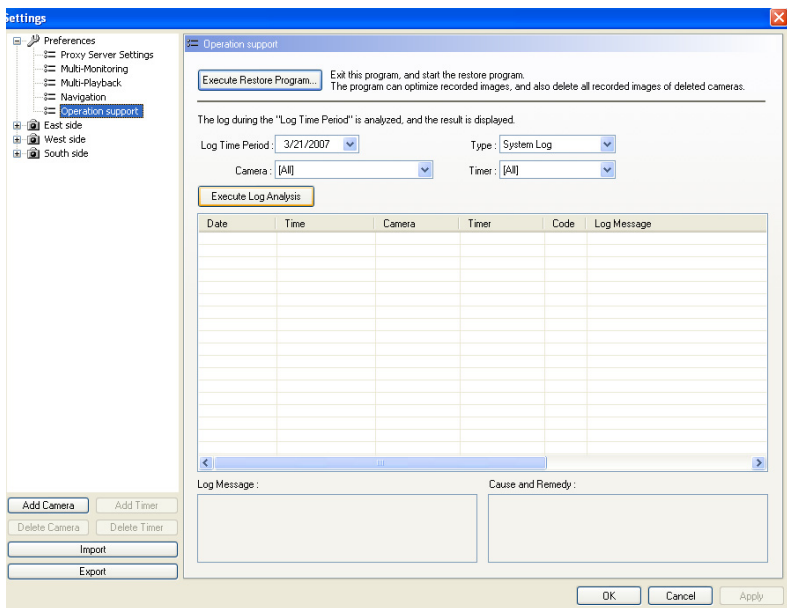 Settings
Preferences
Proxy Server Settings
Multi-Monitoring
Multi-Playback
Navigation
Operation support
East side
West side
South side
Add Camera
Add Timer
Delete Camera
Delete Timer
Import
Export
Operation support
Execute Restore Program...
Exit this program, and start the restore program.
The program can optimize recorded images, and also delete all recorded images of deleted cameras.
The log during the "Log Time Period" is analyzed, and the result is displayed.
Log Time Period : 3/21/2007 Type : System Log
Camera : [All] Timer : [All]
Execute Log Analysis
Date Time Camera Timer Code Log Message
Log Message : Cause and Remedy :
OK Cancel Apply